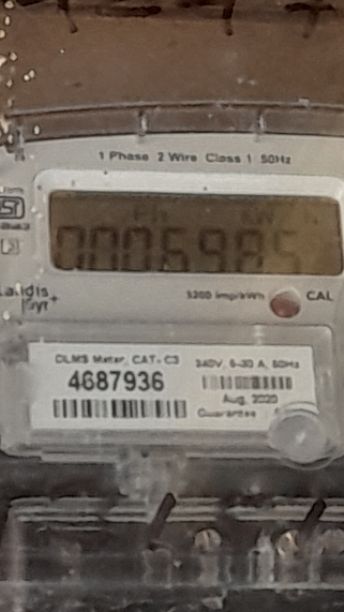 1 Phase 2 Wire Class 1 50Hz
kW
Landis
Gyr+
3200 imp/kWh
CAL
DLMS Meter, CAT- C3
4687936
240V, 5-30 A, 50Hz
Aug, 2020
Guarantee